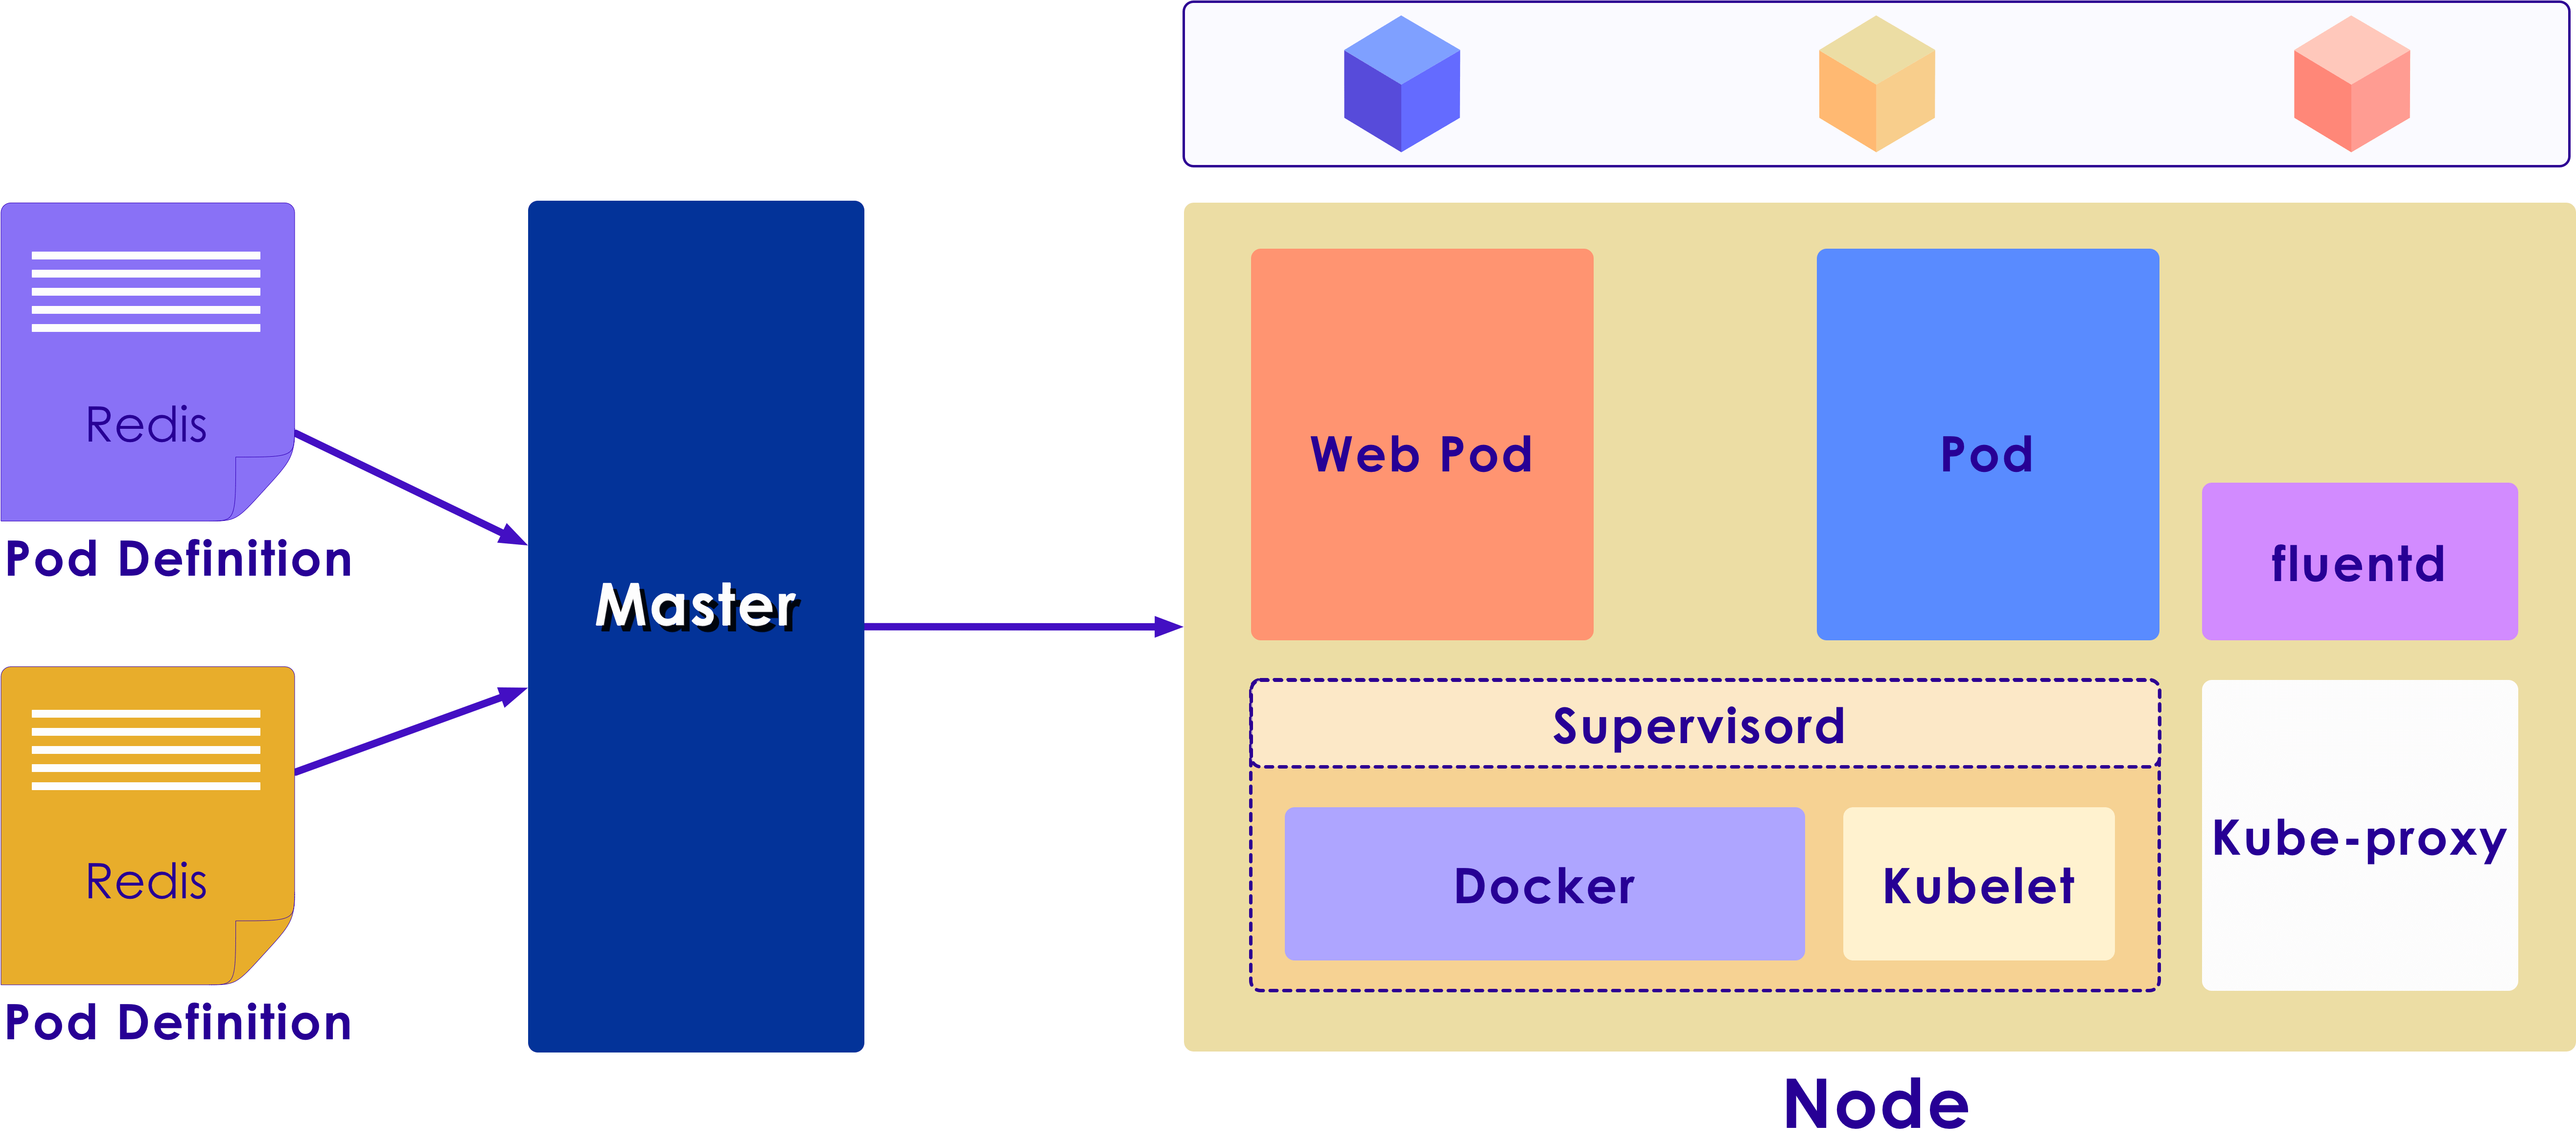 Redis
Pod Definition
Redis
Pod Definition
Master
Web Pod
Pod
fluentd
Supervisord
Docker
Kubelet
Kube-proxy
Node